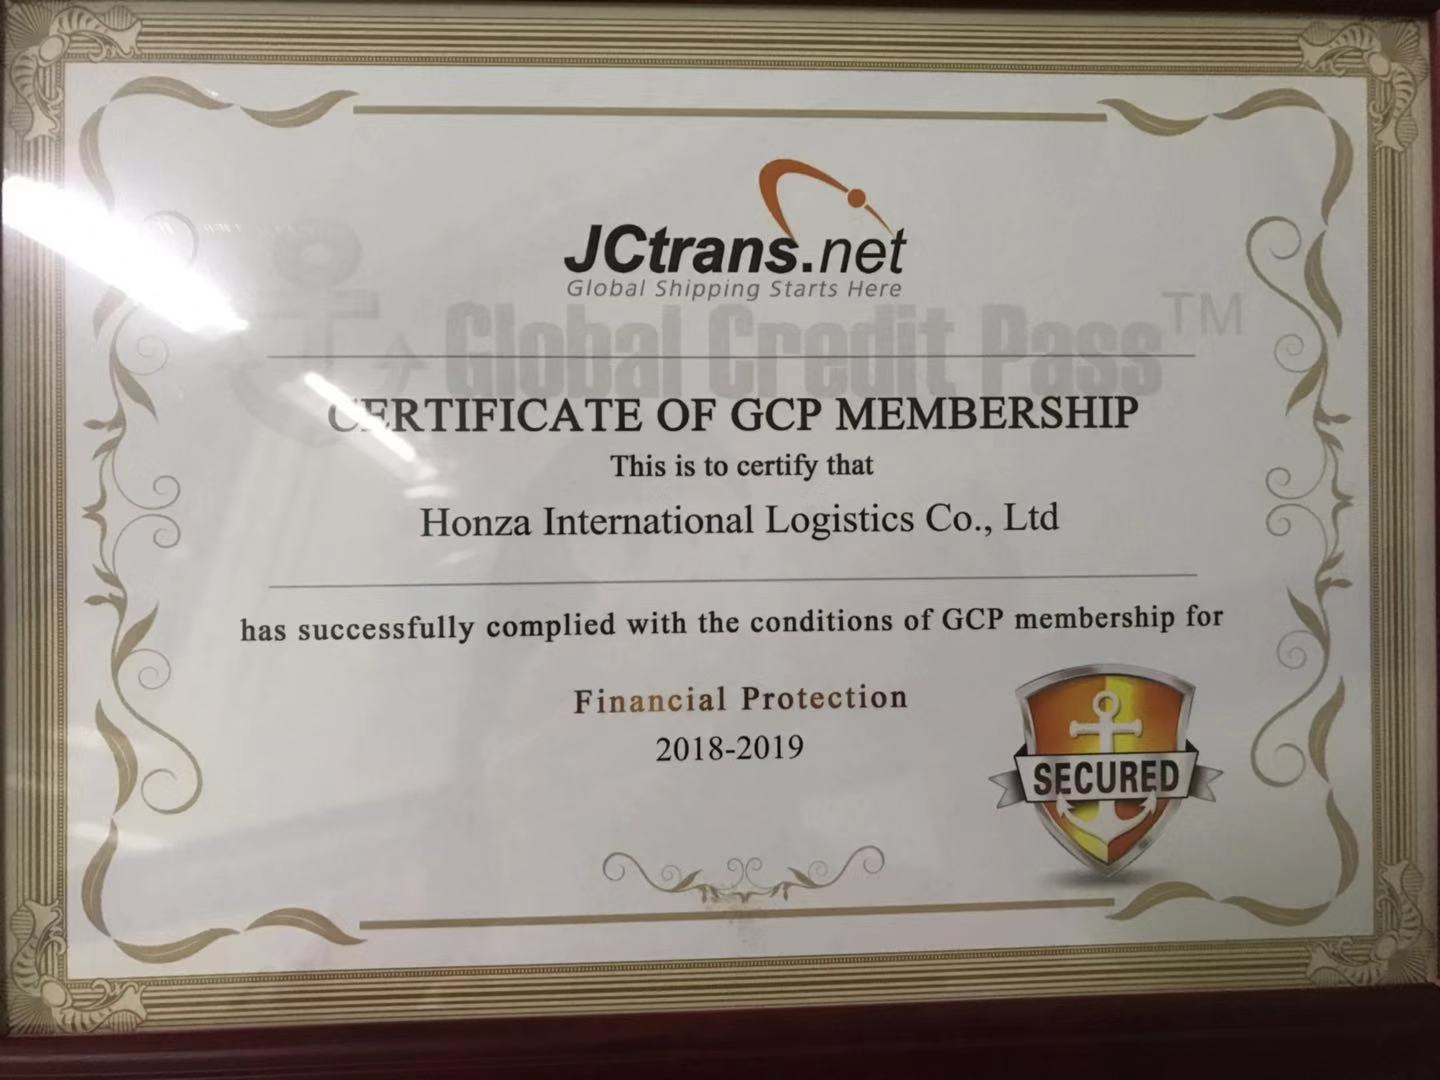 JCtrans.net
Global Shipping Starts Here
Global Credit Pass™
CERTIFICATE OF GCP MEMBERSHIP
This is to certify that
Honza International Logistics Co., Ltd
has successfully complied with the conditions of GCP membership for
Financial Protection
2018-2019
SECURED